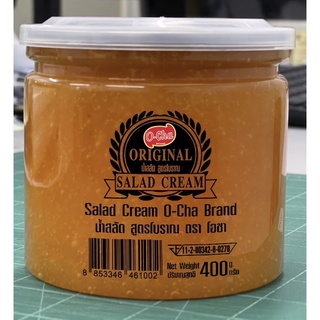 O-Cha
ORIGINAL
น้ำสลัด สูตรโบราณ
SALAD CREAM
Salad Cream O-Cha Brand
น้ำสลัด สูตรโบราณ ตรา โอชา
11-2-00342-8-0278
Net Weight 400 G.
ปริมาณสุทธิ กรัม
8 853346 461002